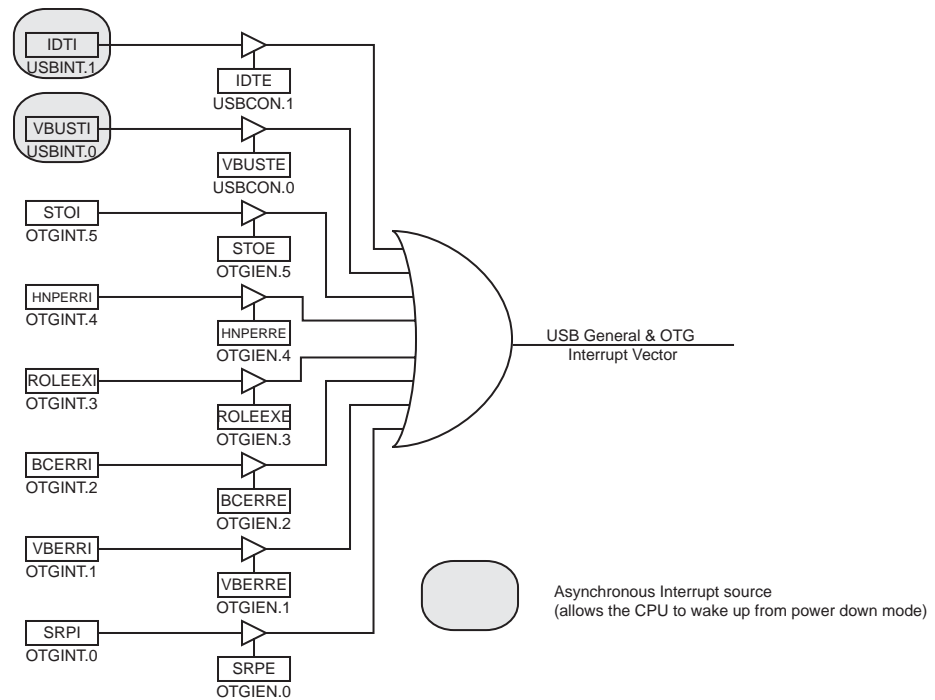 IDTI
USBINT.1
IDTE
USBCON.1
VBUSTI
USBINT.0
VBUSTE
USBCON.0
STOI
OTGINT.5
STOE
OTGIEN.5
HNPERRI
OTGINT.4
HNPERRE
OTGIEN.4
USB General & OTG
Interrupt Vector
ROLEEXI
OTGINT.3
ROLEEXE
OTGIEN.3
BCERRI
OTGINT.2
BCERRE
OTGIEN.2
VBERRI
OTGINT.1
VBERRE
OTGIEN.1
Asynchronous Interrupt source
(allows the CPU to wake up from power down mode)
SRPI
OTGINT.0
SRPE
OTGIEN.0